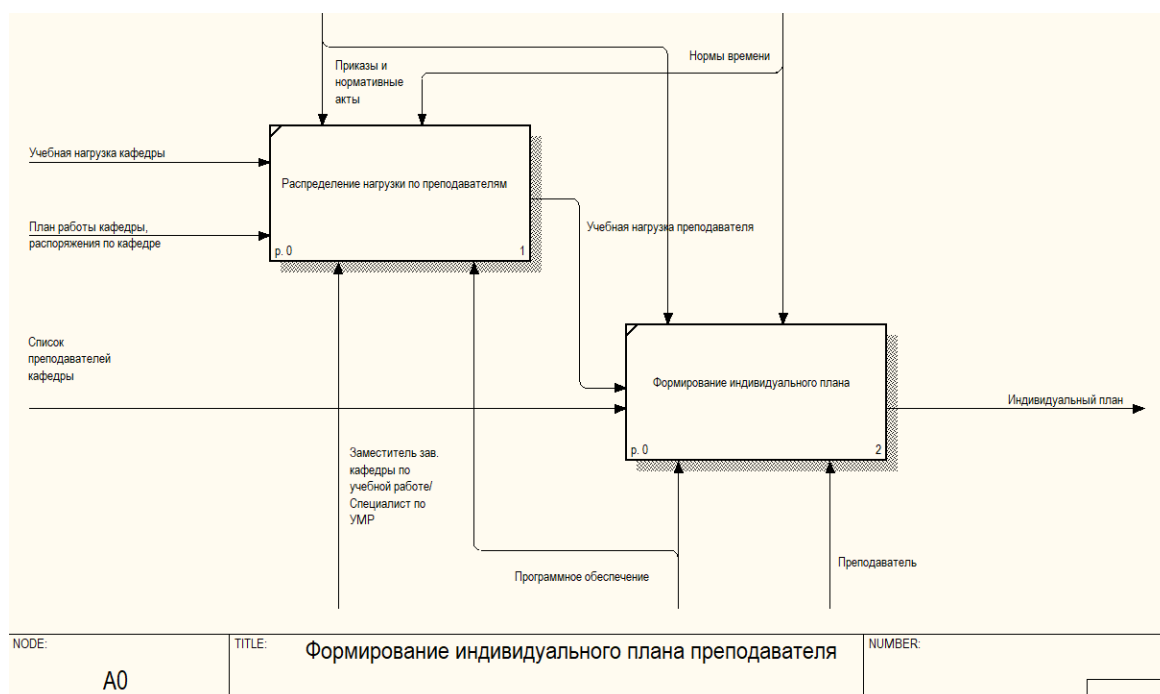 Приказы и
нормативные
акты
Нормы времени
Учебная нагрузка кафедры
Распределение нагрузки по преподавателям
План работы кафедры,
распоряжения по кафедре
p. 0
1
Учебная нагрузка преподавателя
Список
преподавателей
кафедры
Формирование индивидуального плана
Индивидуальный план
p. 0
2
Заместитель зав.
кафедры по
учебной работе/
Специалист по
УМР
Программное обеспечение
Преподаватель
NODE:
A0
TITLE:
Формирование индивидуального плана преподавателя
NUMBER: